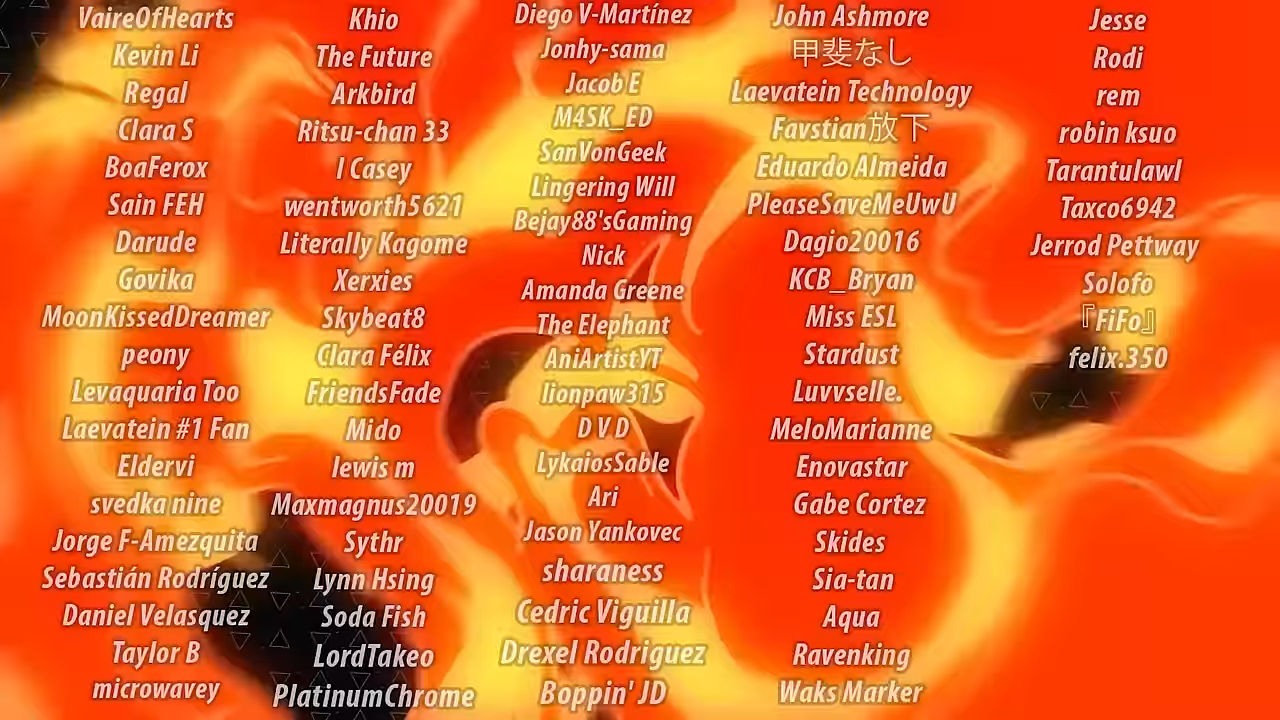 VaireOfHearts
Kevin Li
Regal
Clara S
BoaFerox
Sain FEH
Darude
Govika
MoonKissedDreamer
peony
Levaquaria Too
Laevatein #1 Fan
Eldervi
svedka nine
Jorge F-Amezquita
Sebastián Rodríguez
Daniel Velasquez
Taylor B
microwavey
Khio
The Future
Arkbird
Ritsu-chan 33
I Casey
wentworth5621
Literally Kagome
Xerxies
Skybeat8
Clara Félix
FriendsFade
Mido
lewis m
Maxmagnus20019
Sythr
Lynn Hsing
Soda Fish
LordTakeo
PlatinumChrome
Diego V-Martínez
Jonhy-sama
Jacob E
M4SK_ED
SanVonGeek
Lingering Will
Bejay88'sGaming
Nick
Amanda Greene
The Elephant
AniArtistYT
lionpaw315
D V D
LykaiosSable
Ari
Jason Yankovec
sharaness
Cedric Viguilla
Drexel Rodriguez
Boppin' JD
John Ashmore
甲斐なし
Laevatein Technology
Favstian放下
Eduardo Almeida
PleaseSaveMeUwU
Dagio20016
KCB_Bryan
Miss ESL
Stardust
Luvvselle.
MeloMarianne
Enovastar
Gabe Cortez
Skides
Sia-tan
Aqua
Ravenking
Waks Marker
Jesse
Rodi
rem
robin ksuo
Tarantulawl
Taxco6942
Jerrod Pettway
Solofo
『FiFo』
felix.350